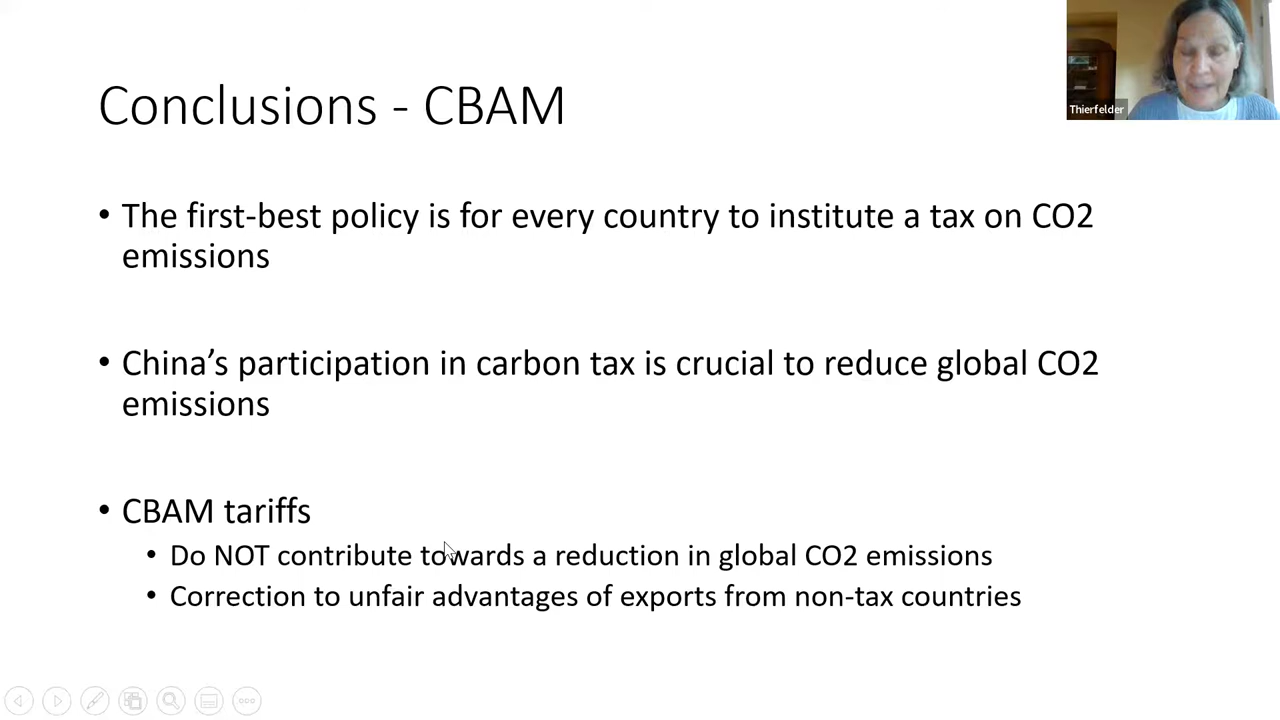 Conclusions - CBAM
Thierfelder
• The first-best policy is for every country to institute a tax on CO2
emissions
• China’s participation in carbon tax is crucial to reduce global CO2
emissions
• CBAM tariffs
• Do NOT contribute towards a reduction in global CO2 emissions
• Correction to unfair advantages of exports from non-tax countries